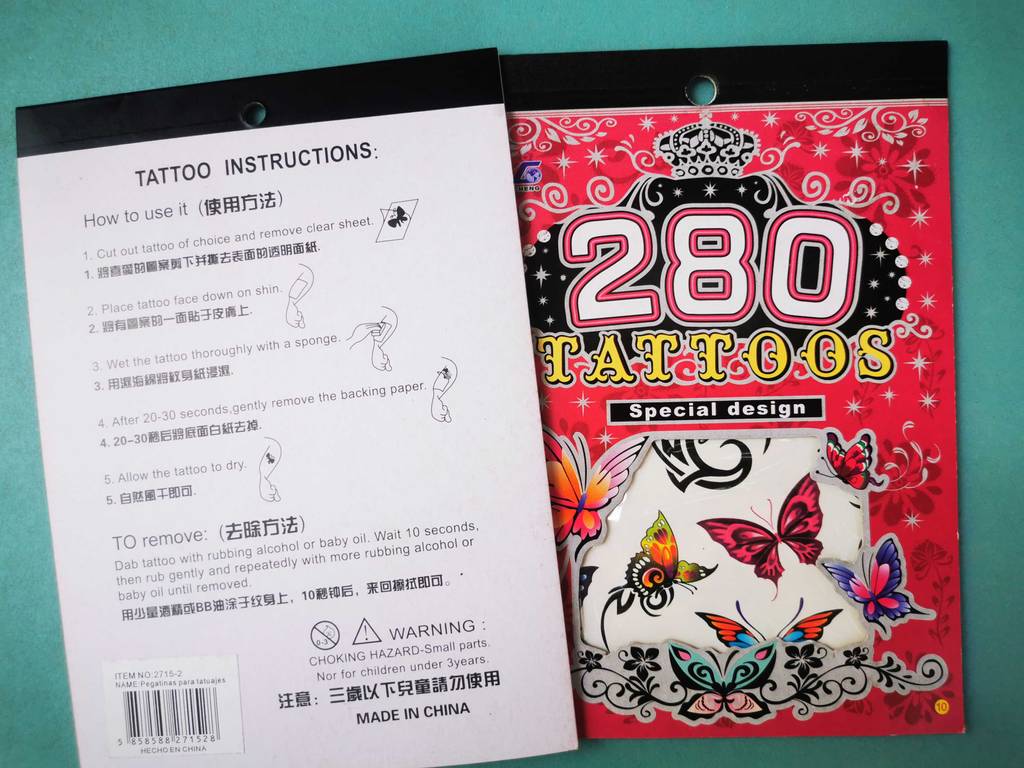 TATTOO INSTRUCTIONS:
How to use it (使用方法)
1. Cut out tattoo of choice and remove clear sheet.
1. 將喜愛的圖案剪下并撕去表面的透明面紙.
2. Place tattoo face down on shin.
2. 將有圖案的一面貼于皮膚上.
3. Wet the tattoo thoroughly with a sponge.
3. 用濕海綿將紋身紙浸濕.
4. After 20-30 seconds,gently remove the backing paper.
4. 20-30秒后將底面白紙去掉.
5. Allow the tattoo to dry.
5. 自然風干即可.
TO remove: (去除方法)
Dab tattoo with rubbing alcohol or baby oil. Wait 10 seconds,
then rub gently and repeatedly with more rubbing alcohol or
baby oil until removed.
用少量酒精或BB油涂于纹身上，10秒钟后，来回擦拭即可。
0-3
WARNING :
CHOKING HAZARD-Small parts.
Nor for children under 3years.
注意: 三歲以下兒童請勿使用
MADE IN CHINA
ITEM NO:2715-2
NAME:Pegatinas para tatuajes
5 858588 271528
HECHO EN CHINA
280
TATTOOS
Special design
10